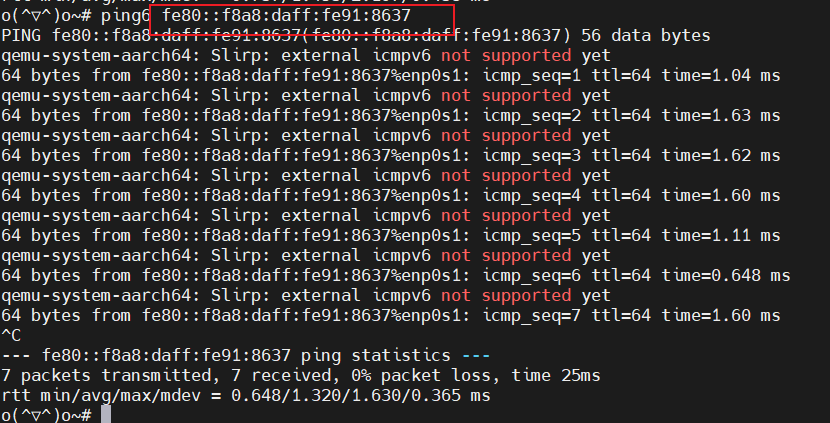 o(^▽^)o~# ping6 fe80::f8a8:daff:fe91:8637
PING fe80::f8a8:daff:fe91:8637(fe80::f8a8:daff:fe91:8637) 56 data bytes
qemu-system-aarch64: Slirp: external icmpv6 not supported yet
64 bytes from fe80::f8a8:daff:fe91:8637%enp0s1: icmp_seq=1 ttl=64 time=1.04 ms
qemu-system-aarch64: Slirp: external icmpv6 not supported yet
64 bytes from fe80::f8a8:daff:fe91:8637%enp0s1: icmp_seq=2 ttl=64 time=1.63 ms
qemu-system-aarch64: Slirp: external icmpv6 not supported yet
64 bytes from fe80::f8a8:daff:fe91:8637%enp0s1: icmp_seq=3 ttl=64 time=1.62 ms
qemu-system-aarch64: Slirp: external icmpv6 not supported yet
64 bytes from fe80::f8a8:daff:fe91:8637%enp0s1: icmp_seq=4 ttl=64 time=1.60 ms
qemu-system-aarch64: Slirp: external icmpv6 not supported yet
64 bytes from fe80::f8a8:daff:fe91:8637%enp0s1: icmp_seq=5 ttl=64 time=1.11 ms
qemu-system-aarch64: Slirp: external icmpv6 not supported yet
64 bytes from fe80::f8a8:daff:fe91:8637%enp0s1: icmp_seq=6 ttl=64 time=0.648 ms
qemu-system-aarch64: Slirp: external icmpv6 not supported yet
64 bytes from fe80::f8a8:daff:fe91:8637%enp0s1: icmp_seq=7 ttl=64 time=1.60 ms
^C
--- fe80::f8a8:daff:fe91:8637 ping statistics ---
7 packets transmitted, 7 received, 0% packet loss, time 25ms
rtt min/avg/max/mdev = 0.648/1.320/1.630/0.365 ms
o(^▽^)o~#